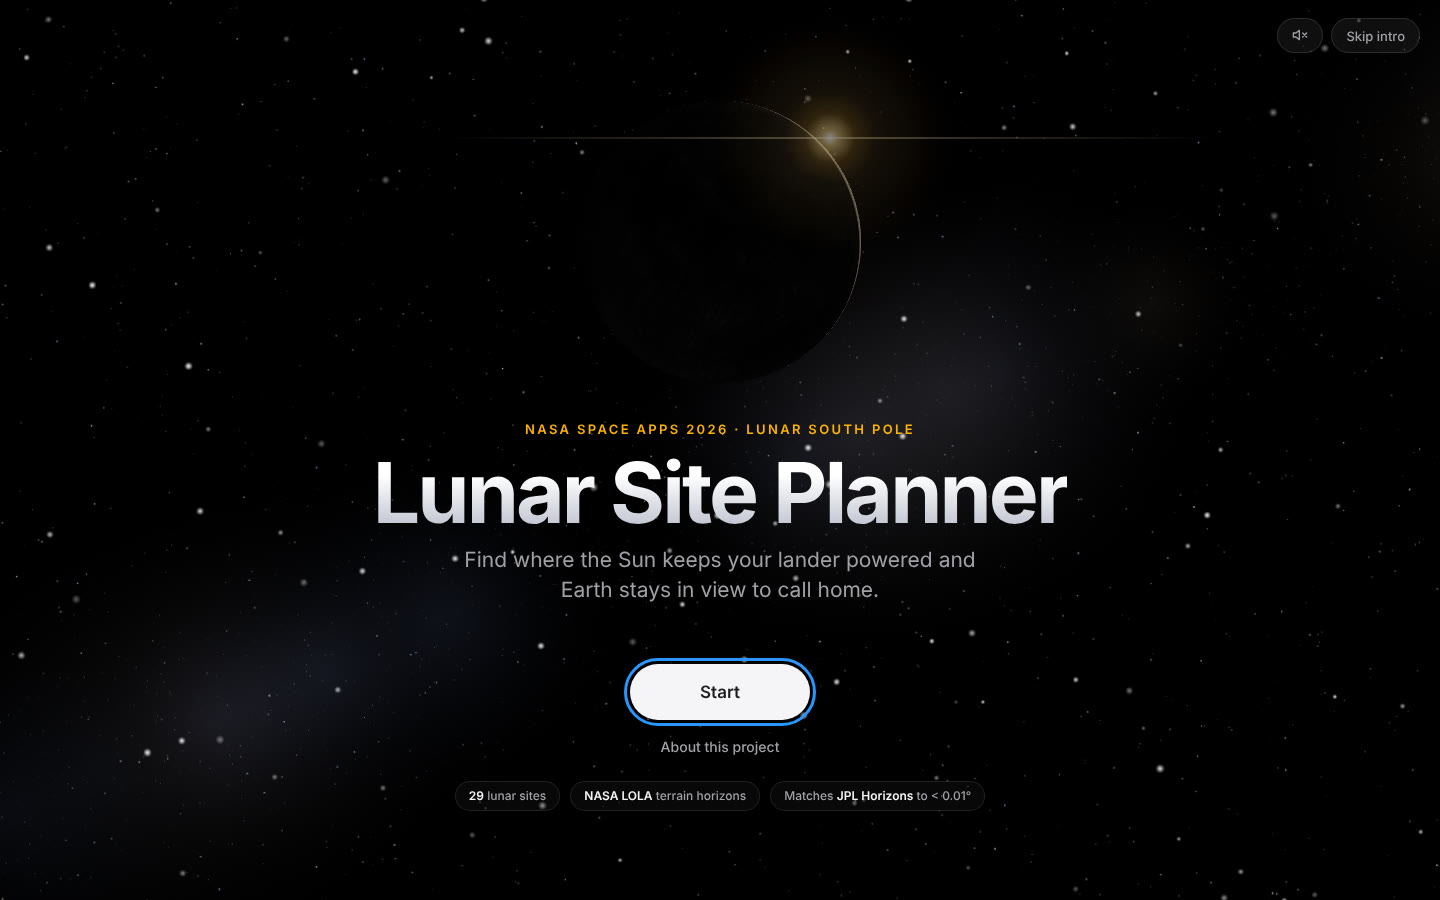 Skip intro
NASA SPACE APPS 2026 · LUNAR SOUTH POLE
Lunar Site Planner
Find where the Sun keeps your lander powered and
Earth stays in view to call home.
Start
About this project
29 lunar sites
NASA LOLA terrain horizons
Matches JPL Horizons to < 0.01°